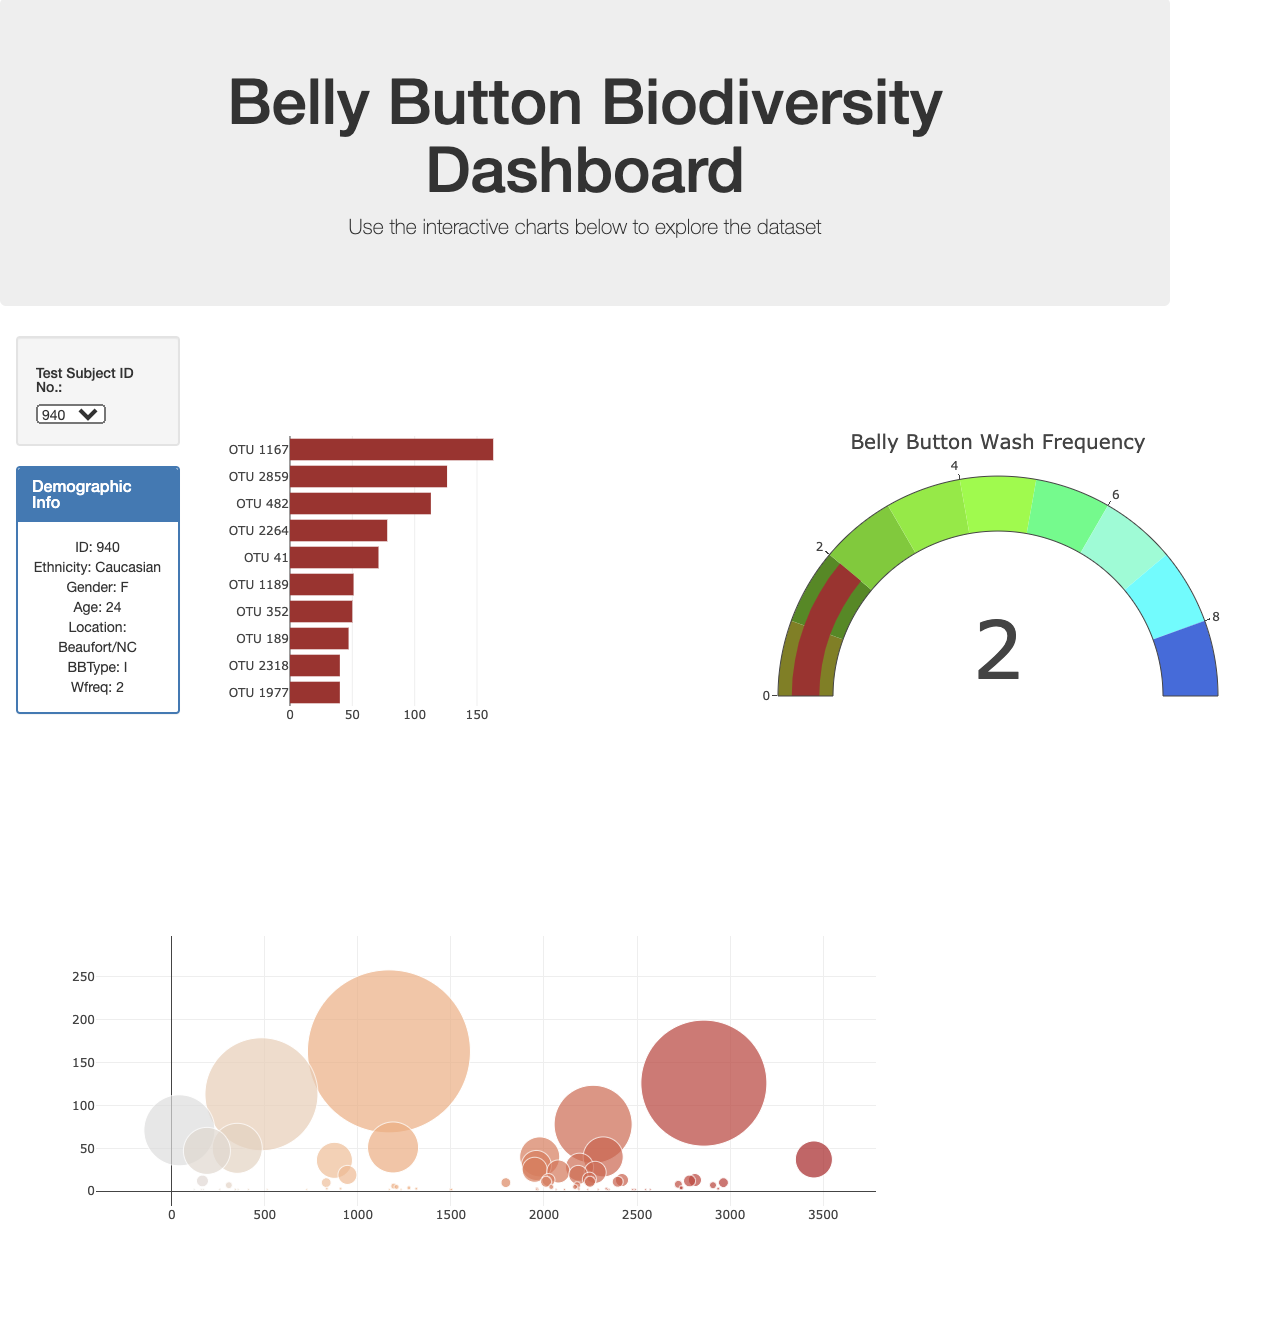 Belly Button Biodiversity
Dashboard
Use the interactive charts below to explore the dataset
Test Subject ID
No.:
940
Demographic
Info
ID: 940
Ethnicity: Caucasian
Gender: F
Age: 24
Location:
Beaufort/NC
BBType: I
Wfreq: 2
OTU 1167
OTU 2859
OTU 482
OTU 2264
OTU 41
OTU 1189
OTU 352
OTU 189
OTU 2318
OTU 1977
0 50 100 150
Belly Button Wash Frequency
0
2
4
6
8
2
250
200
150
100
50
0
0 500 1000 1500 2000 2500 3000 3500